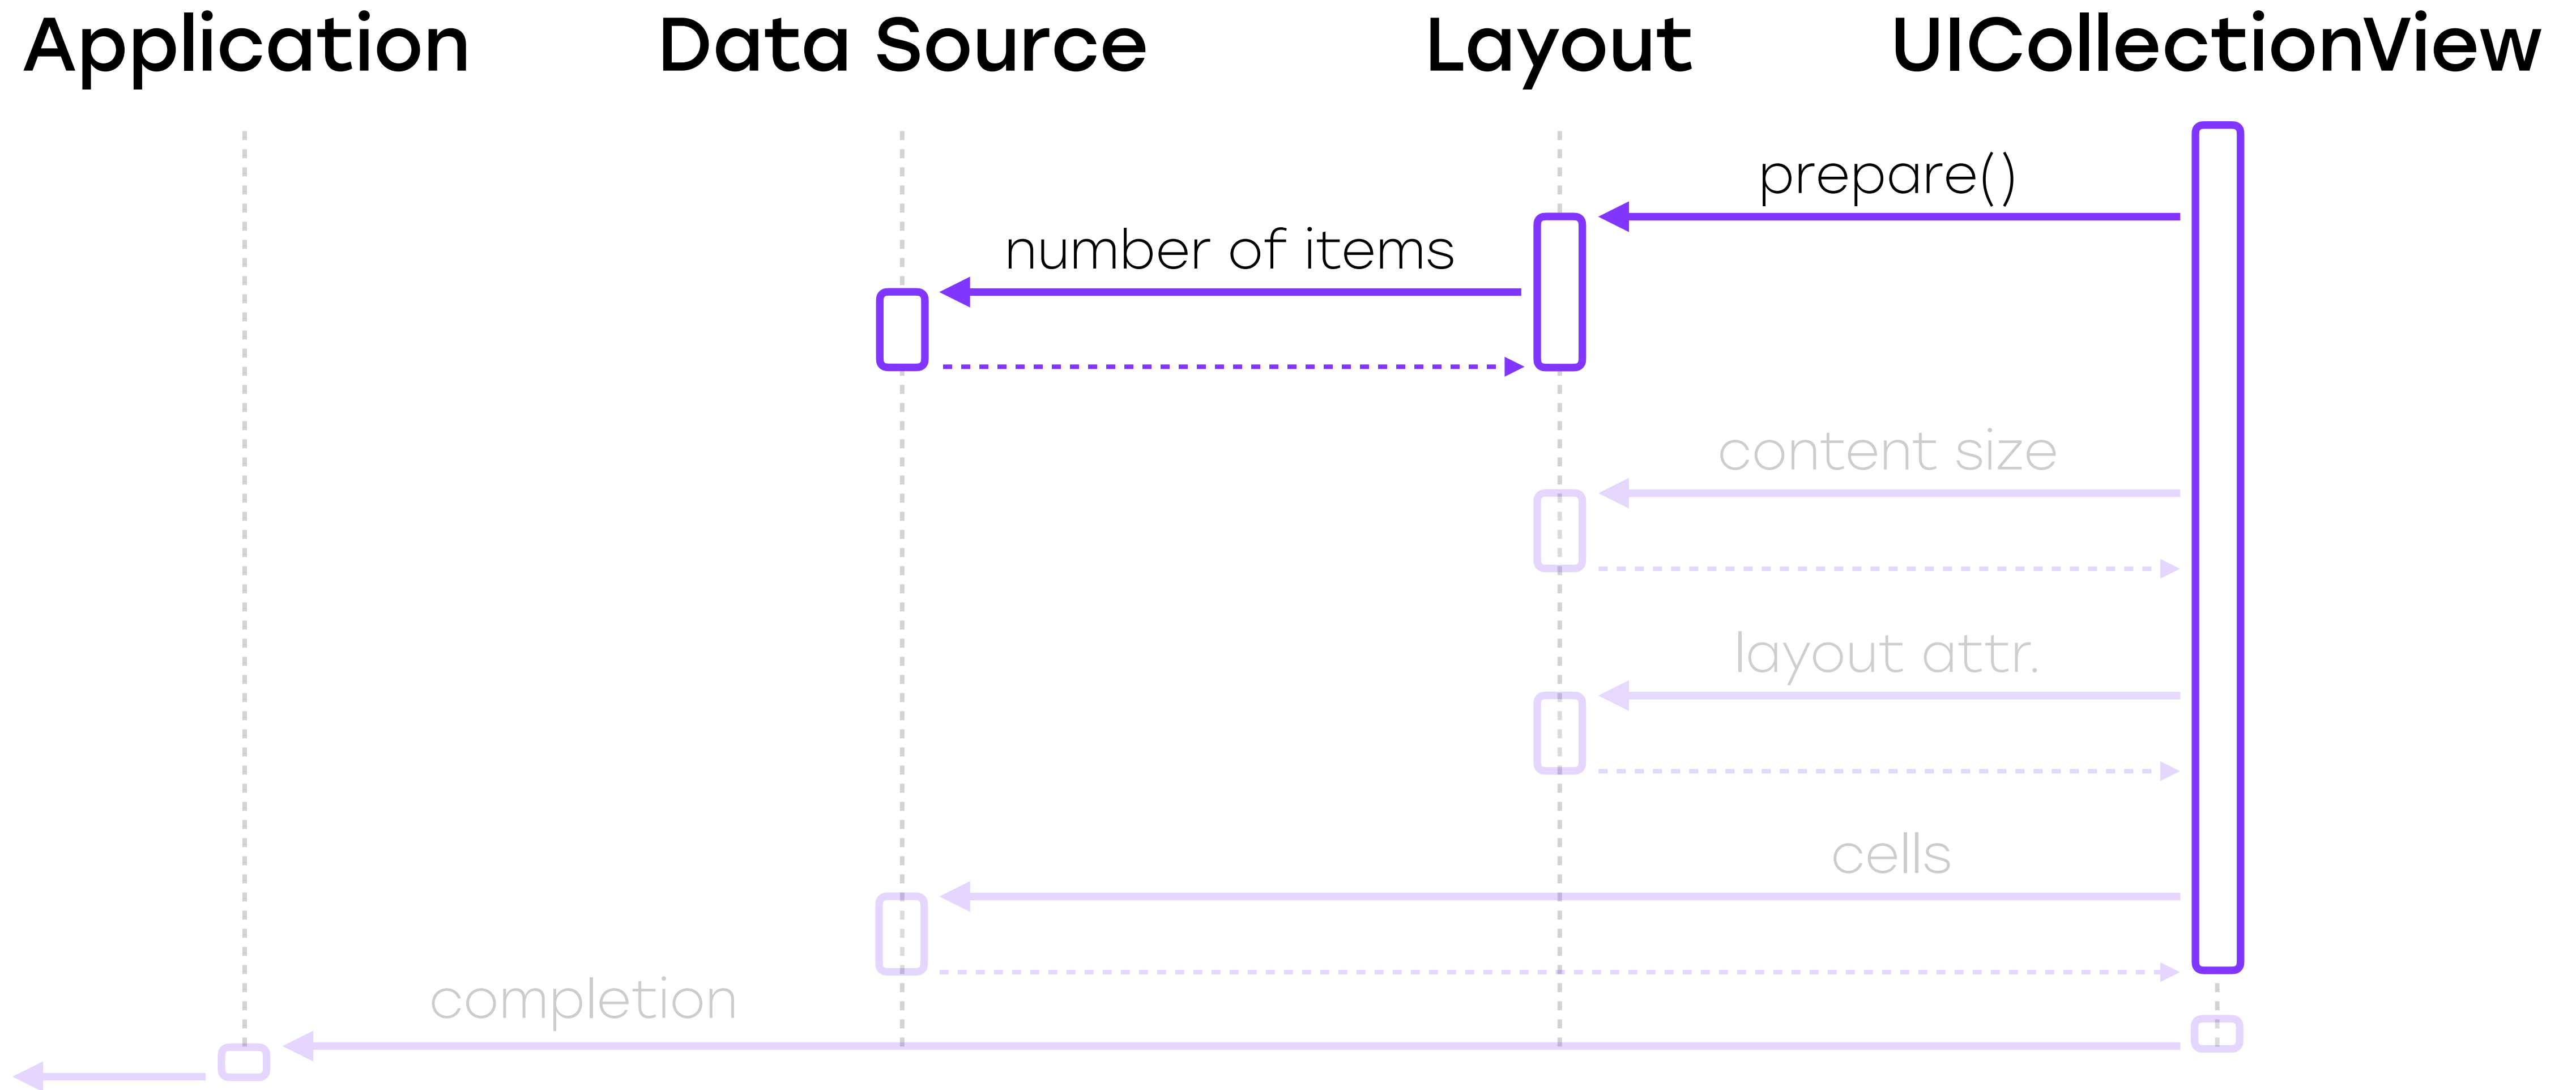 Application
Data Source
Layout
UICollectionView
prepare()
number of items
content size
layout attr.
cells
completion